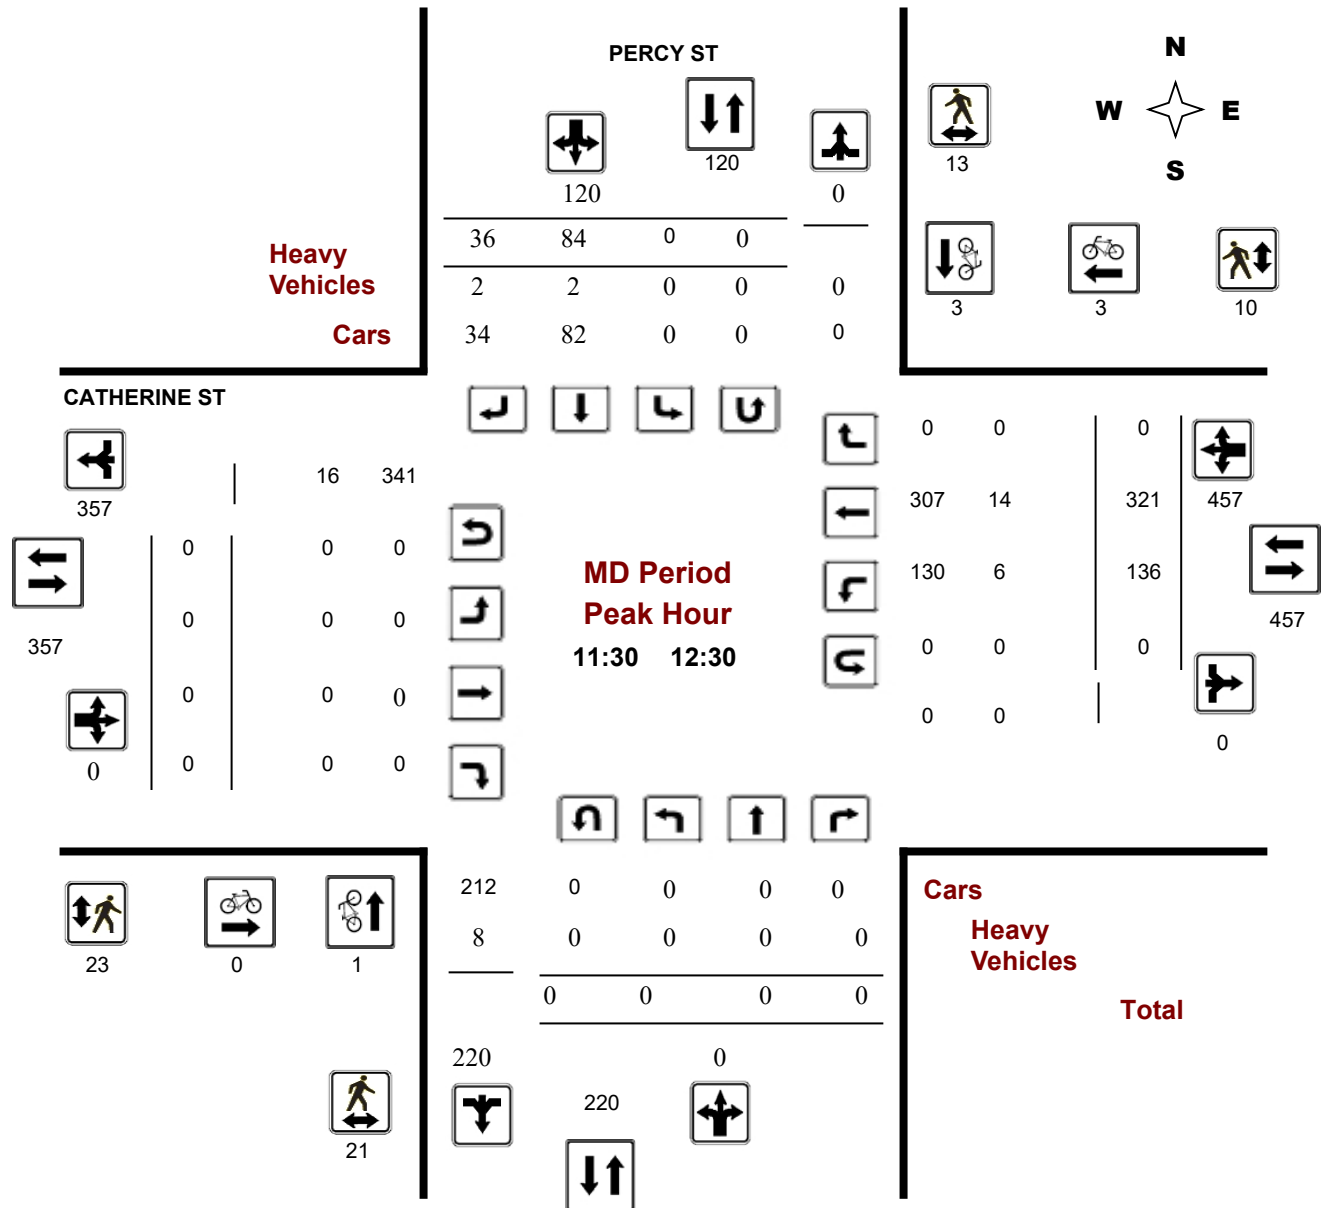 PERCY ST
N
W E
S
120
13
120 0
36 84 0 0
Heavy
Vehicles
2 2 0 0 0
3 3 10
Cars
34 82 0 0 0
CATHERINE ST
0 0 0
16 341
357
307 14 321 457
0 0 0
MD Period
130 6 136
Peak Hour
0 0 0
457
357
11:30 12:30
0 0 0
0 0 0
0 0
0
0
0 0 0
212 0 0 0 0
Cars
8 0 0 0 0
Heavy
Vehicles
23 0 1
0 0 0 0
Total
220 0
220
21